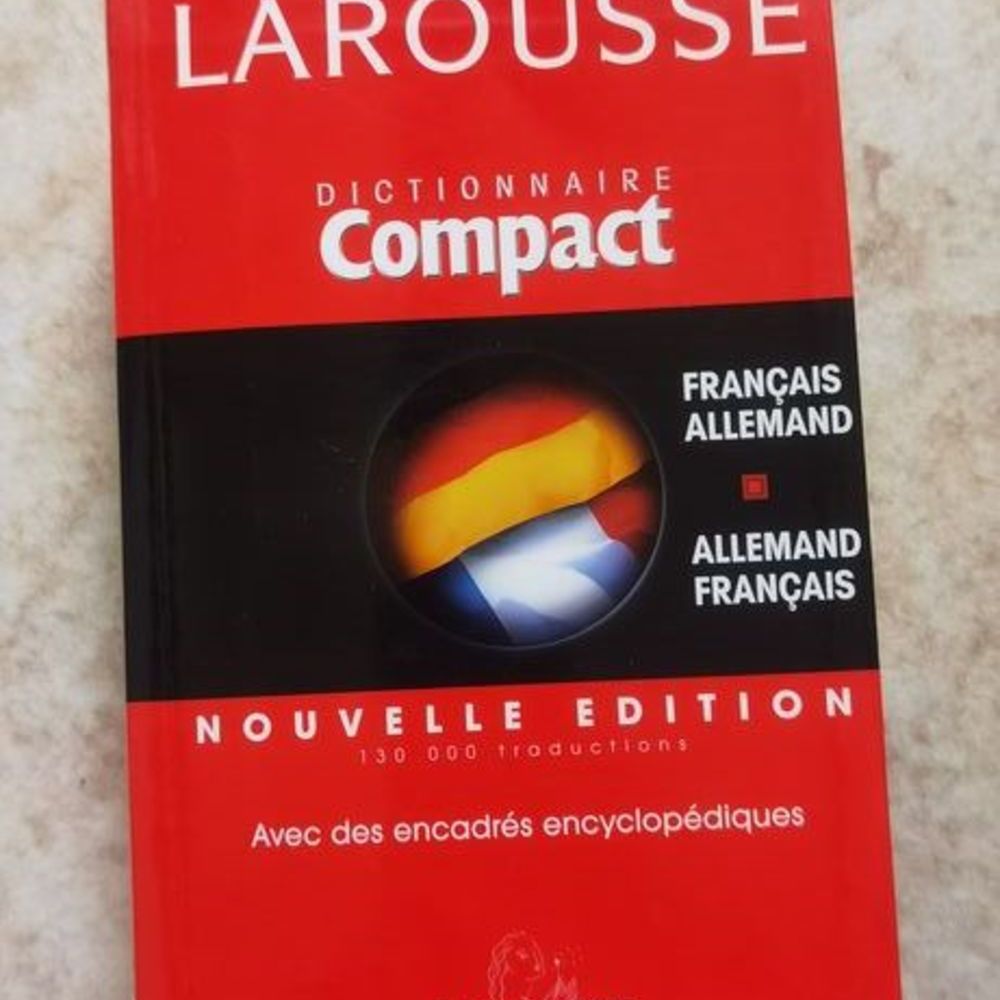 LAROUSSE
DICTIONNAIRE
Compact
FRANÇAIS
ALLEMAND
ALLEMAND
FRANÇAIS
NOUVELLE EDITION
130 000 traductions
Avec des encadrés encyclopédiques